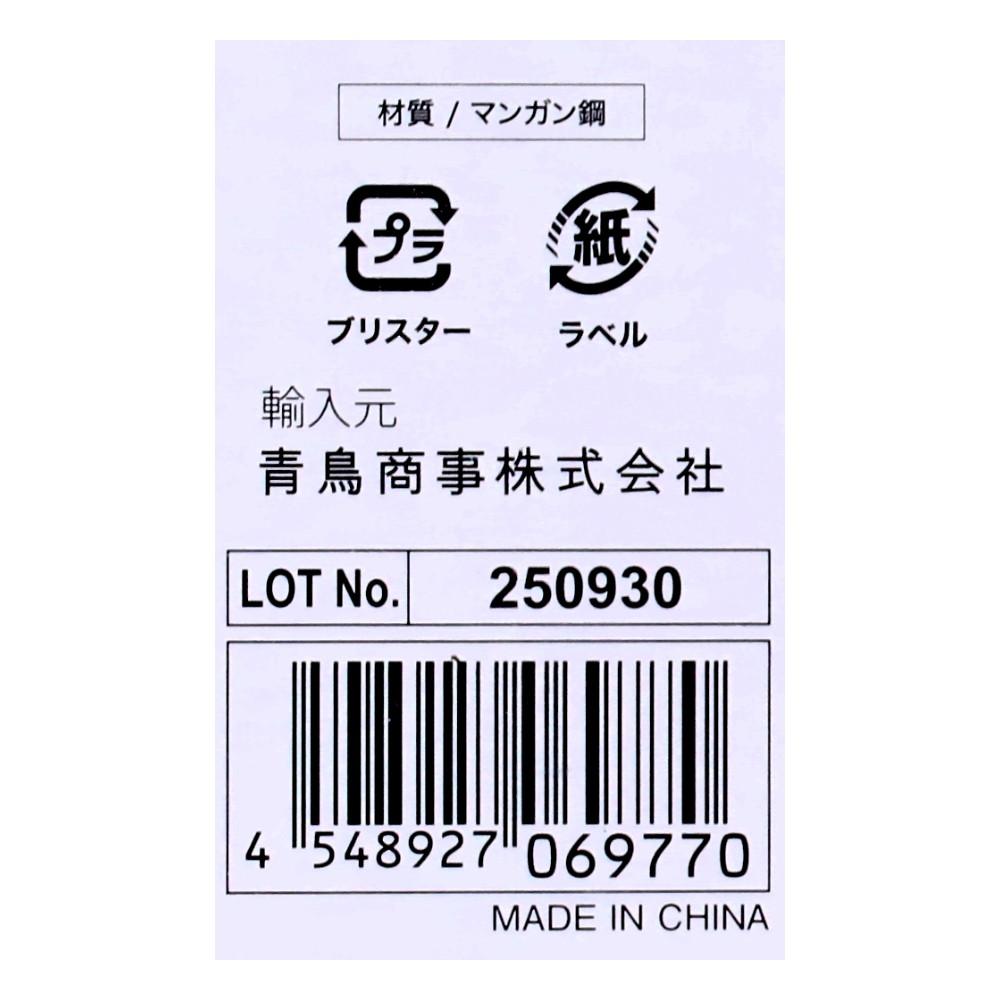 材質 / マンガン鋼
プラ 紙
ブリスター ラベル
輸入元
青鳥商事株式会社
LOT No. 250930
4 548927 069770
MADE IN CHINA